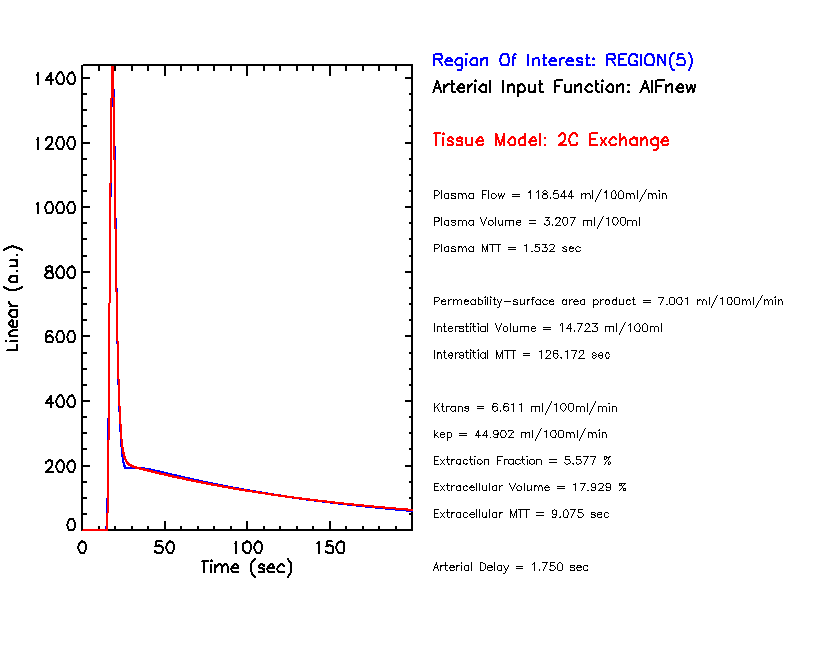 Region Of Interest: REGION(5)
Arterial Input Function: AIFnew
Tissue Model: 2C Exchange
Plasma Flow = 118.544 ml/100ml/min
Plasma Volume = 3.207 ml/100ml
Plasma MTT = 1.532 sec
Permeability-surface area product = 7.001 ml/100ml/min
Interstitial Volume = 14.723 ml/100ml
Interstitial MTT = 126.172 sec
Ktrans = 6.611 ml/100ml/min
kep = 44.902 ml/100ml/min
Extraction Fraction = 5.577 %
Extracellular Volume = 17.929 %
Extracellular MTT = 9.075 sec
Arterial Delay = 1.750 sec
Linear (a.u.)
1400
1200
1000
800
600
400
200
0
0 50 100 150
Time (sec)